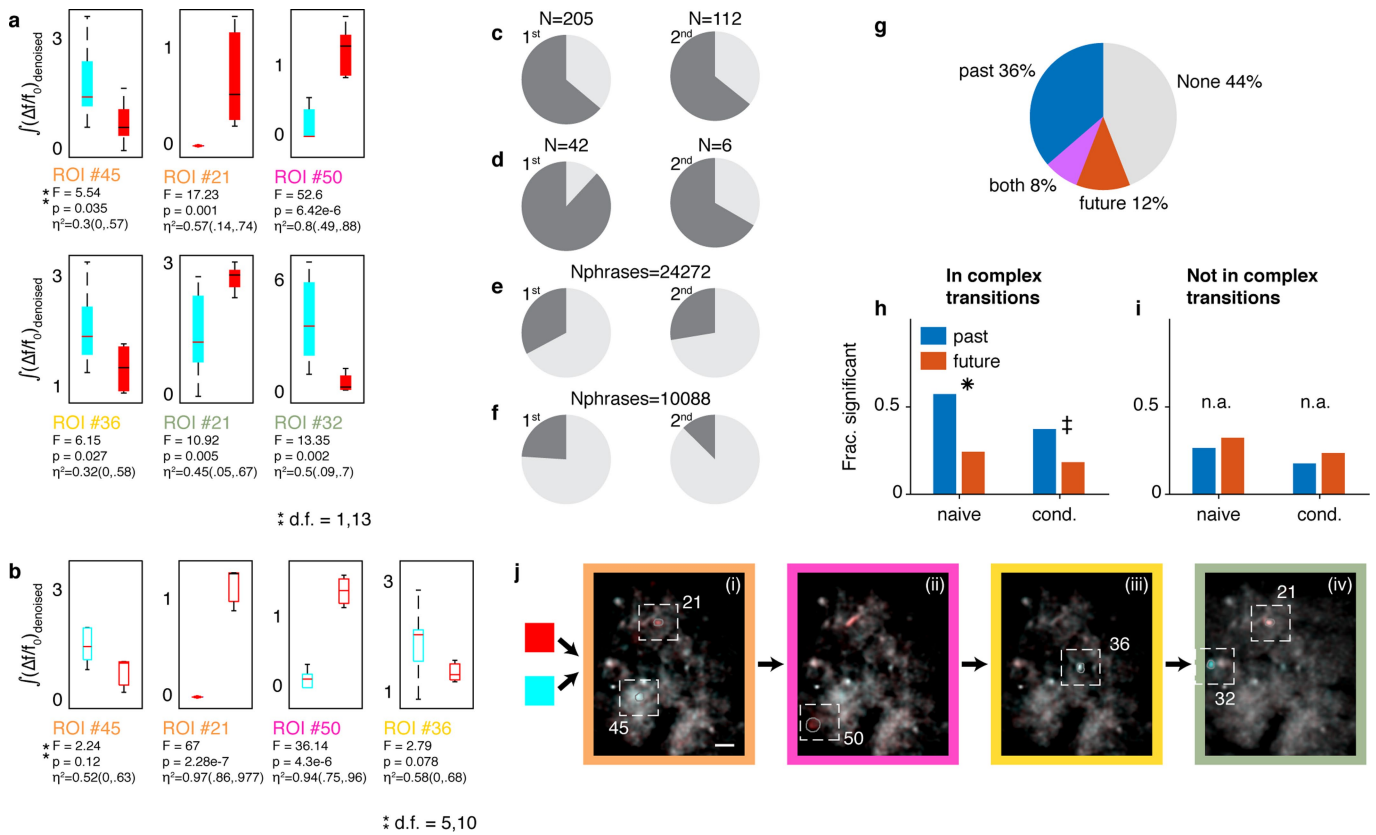 a
∫(Δf/f₀)denoised
3
0
1
0
1
0
ROI #45
ROI #21
ROI #50
** F = 5.54
p = 0.035
η²=0.3(0,.57)
F = 17.23
p = 0.001
η²=0.57(.14,.74)
F = 52.6
p = 6.42e-6
η²=0.8(.49,.88)
∫(Δf/f₀)denoised
3
1
3
0
6
0
ROI #36
ROI #21
ROI #32
F = 6.15
p = 0.027
η²=0.32(0,.58)
F = 10.92
p = 0.005
η²=0.45(.05,.67)
F = 13.35
p = 0.002
η²=0.5(.09,.7)
** d.f. = 1,13
b
∫(Δf/f₀)denoised
3
0
1
0
1
0
3
1
ROI #45
ROI #21
ROI #50
ROI #36
** F = 2.24
p = 0.12
η²=0.52(0,.63)
F = 67
p = 2.28e-7
η²=0.97(.86,.977)
F = 36.14
p = 4.3e-6
η²=0.94(.75,.96)
F = 2.79
p = 0.078
η²=0.58(0,.68)
** d.f. = 5,10
c
N=205
1st
N=112
2nd
d
N=42
1st
N=6
2nd
e
Nphrases=24272
1st
2nd
f
Nphrases=10088
1st
2nd
g
past 36%
None 44%
both 8%
future 12%
h
In complex
transitions
past
future
*
‡
Frac. significant
0.5
0
naive
cond.
i
Not in complex
transitions
n.a.
n.a.
0.5
0
naive
cond.
j
(i)
21
45
(ii)
50
(iii)
36
(iv)
21
32